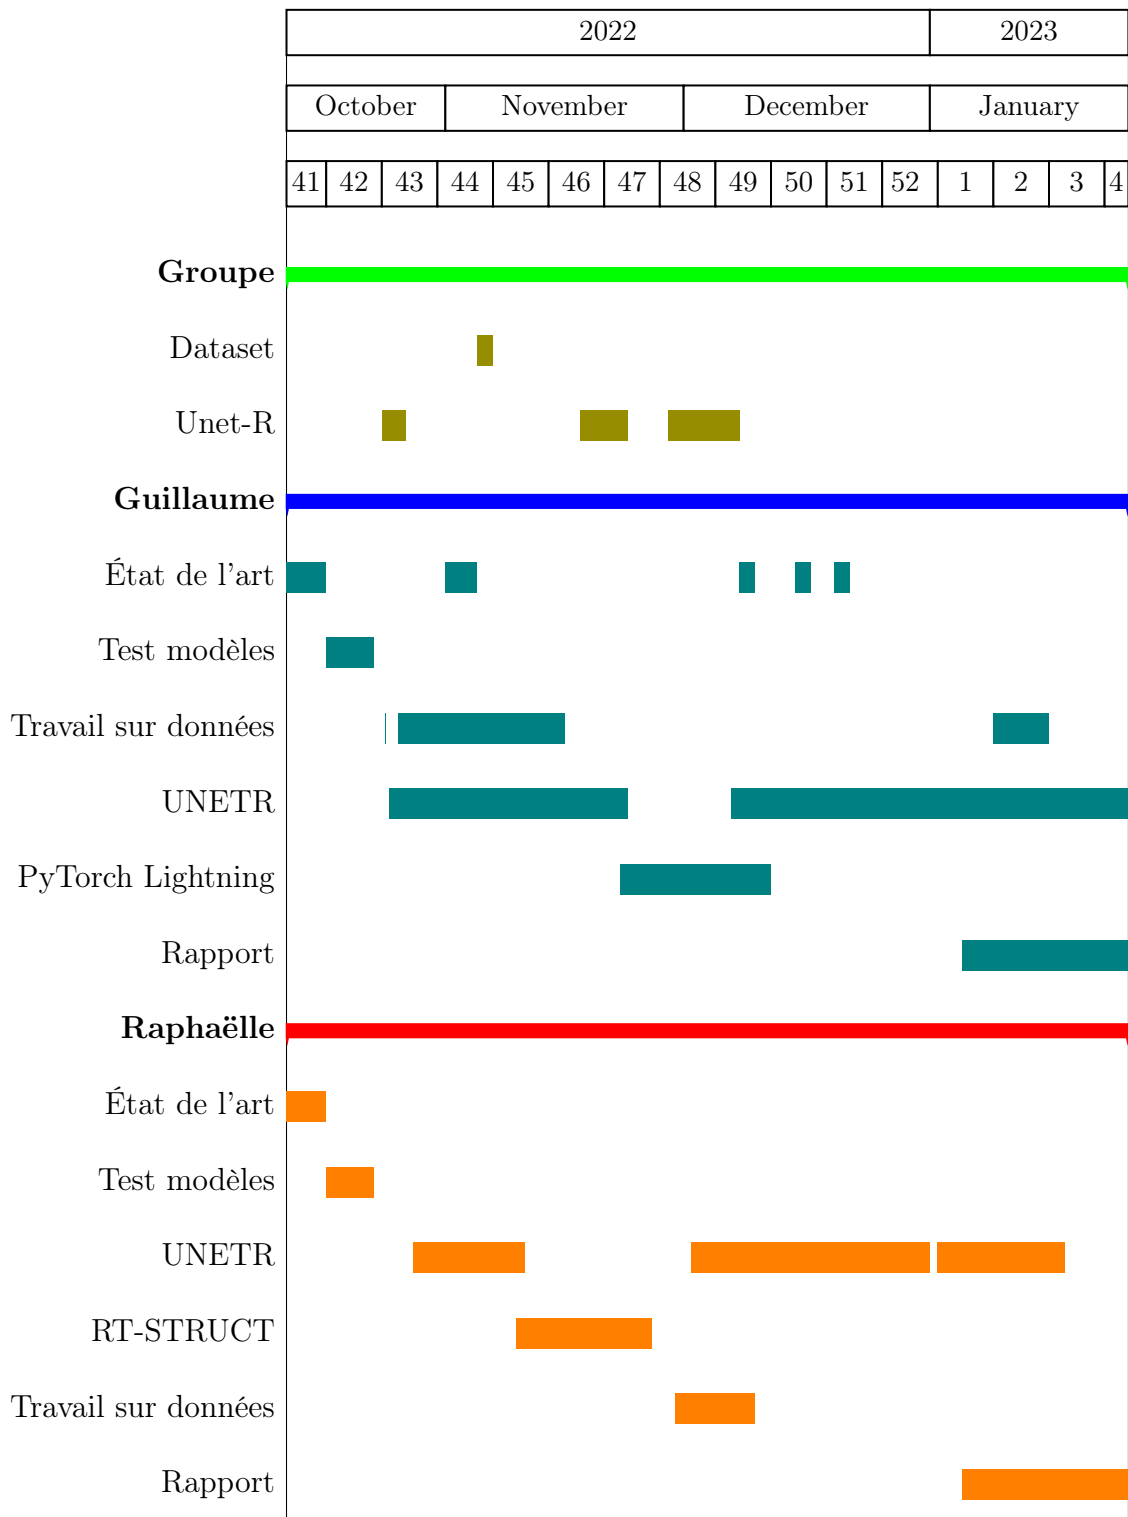 2022 2023
October November December January
41 42 43 44 45 46 47 48 49 50 51 52 1 2 3 4
Groupe
Dataset
Unet-R
Guillaume
État de l'art
Test modèles
Travail sur données
UNETR
PyTorch Lightning
Rapport
Raphaëlle
État de l'art
Test modèles
UNETR
RT-STRUCT
Travail sur données
Rapport